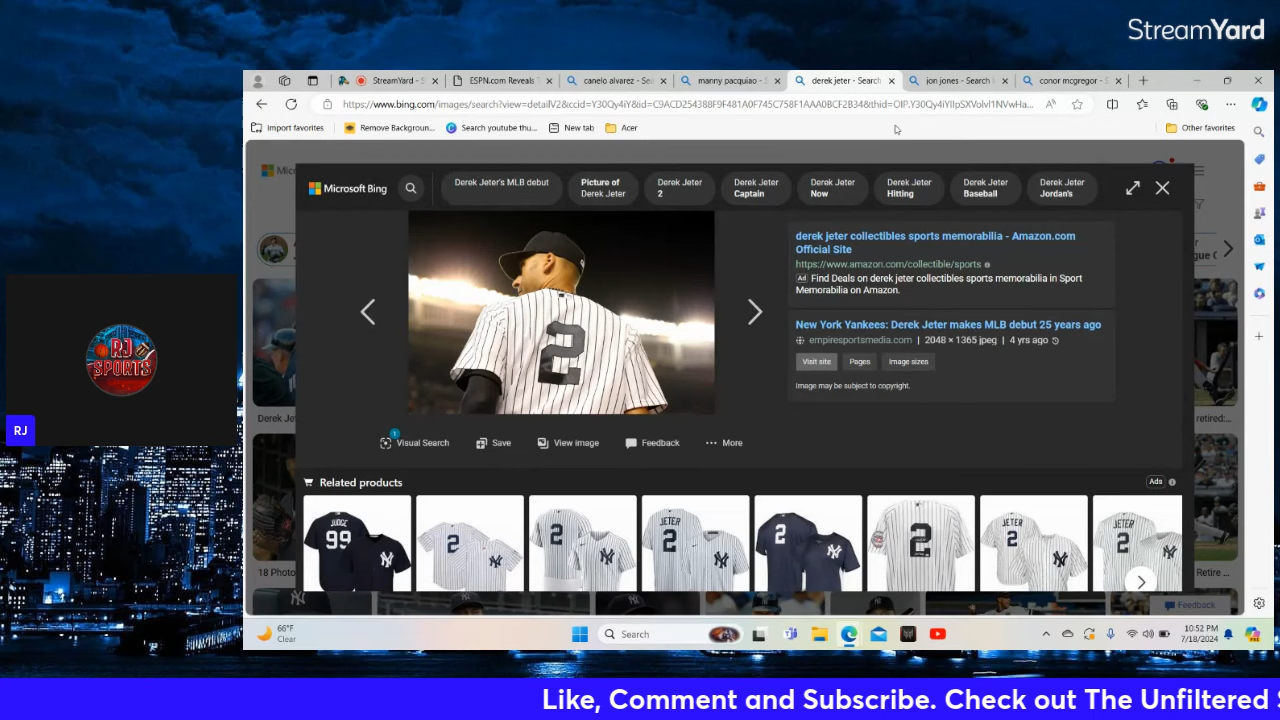 StreamYard
StreamYard - S
ESPN.com Reveals T
canelo alvarez - Sea
manny pacquiao - S
derek jeter - Search
jon jones - Search I
conor mcgregor - S
https://www.bing.com/images/search?view=detailV2&ccid=Y30Qy4iY&id=C9ACD254388F9F481A0F745C758F1AAA0BCF2B34&thid=OIP.Y30Qy4iYIIpSXVolvl1NVwHa...
Import favorites
Remove Backgroun...
Search youtube thu...
New tab
Acer
Other favorites
Microsoft Bing
Derek Jeter's MLB debut
Picture of
Derek Jeter
Derek Jeter
2
Derek Jeter
Captain
Derek Jeter
Now
Derek Jeter
Hitting
Derek Jeter
Baseball
Derek Jeter
Jordan's
2
derek jeter collectibles sports memorabilia - Amazon.com
Official Site
https://www.amazon.com/collectible/sports
Ad Find Deals on derek jeter collectibles sports memorabilia in Sport
Memorabilia on Amazon.
New York Yankees: Derek Jeter makes MLB debut 25 years ago
empiresportsmedia.com | 2048 × 1365 jpeg | 4 yrs ago
Visit site
Pages
Image sizes
Image may be subject to copyright.
1
Visual Search
Save
View image
Feedback
More
Related products
Ads
JUDGE
99
2
2
JETER
2
2
2
JETER
2
JETER
2
Derek Je
retired:...
18 Photo
Retire ...
Feedback
RJ
SPORTS
RJ
66°F
Clear
Search
10:52 PM
7/18/2024
Like, Comment and Subscribe. Check out The Unfiltered S